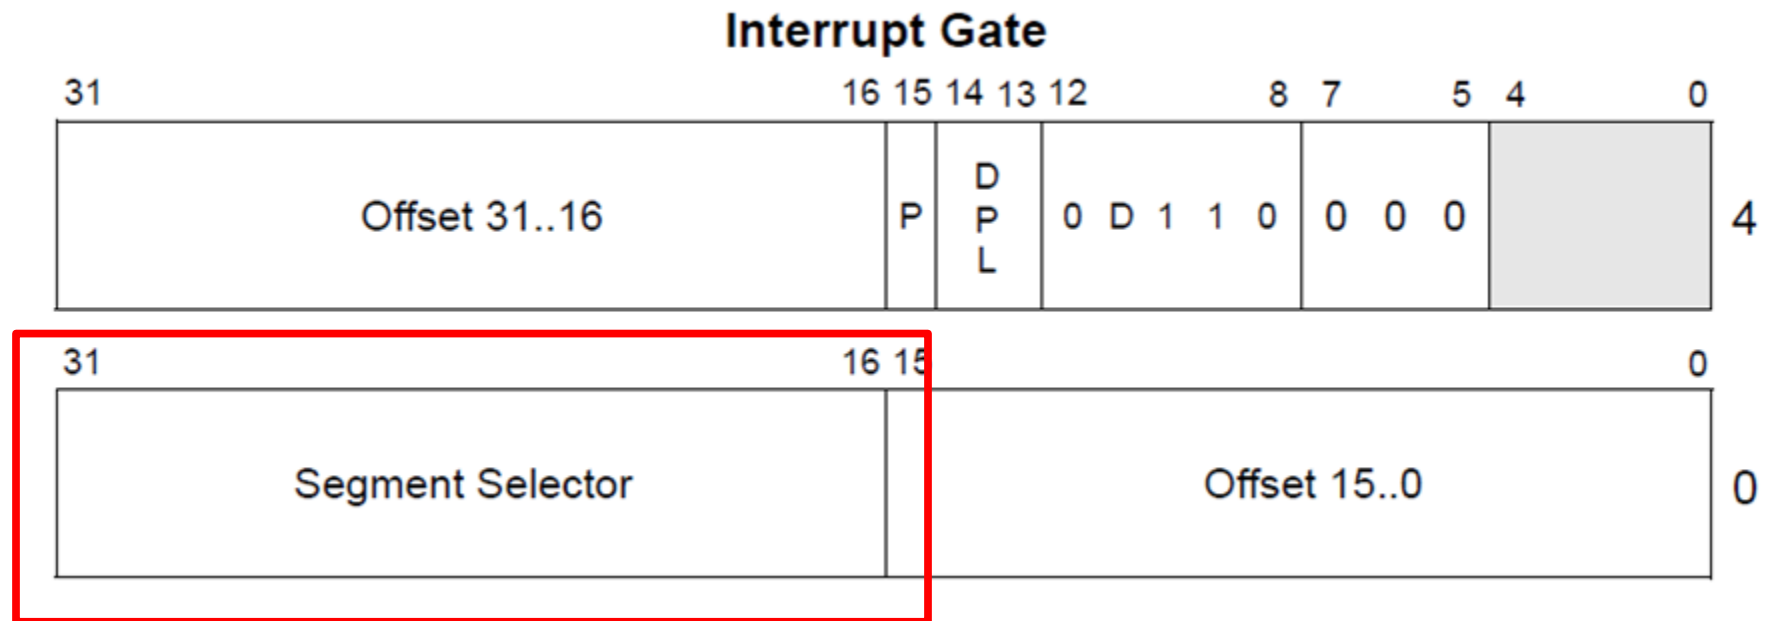 Interrupt Gate
31 16 15 14 13 12 8 7 5 4 0
Offset 31..16 P D P L 0 D 1 1 0 0 0 0 4
31 16 15 0
Segment Selector Offset 15..0 0